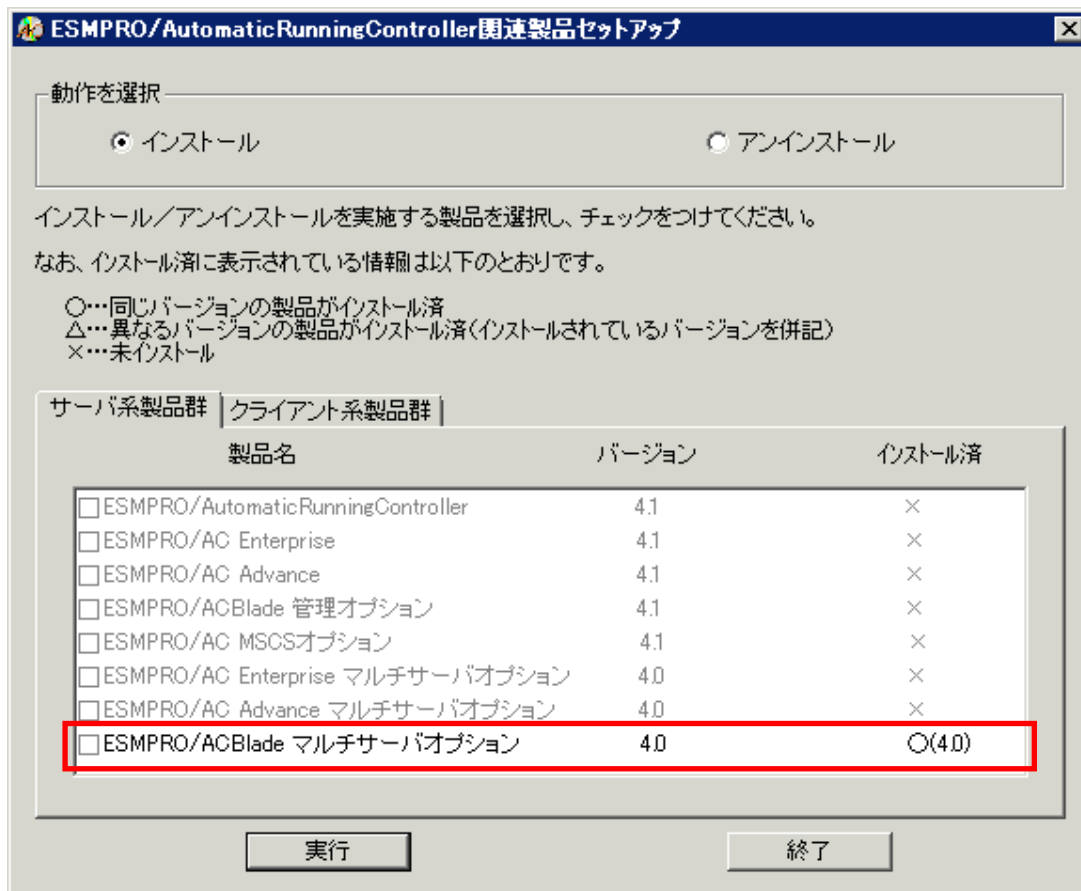 ESMPRO/AutomaticRunningController関連製品セットアップ
動作を選択
インストール アンインストール
インストール／アンインストールを実施する製品を選択し、チェックをつけてください。
なお、インストール済に表示されている情報は以下のとおりです。
○…同じバージョンの製品がインストール済
△…異なるバージョンの製品がインストール済(インストールされているバージョンを併記)
×…未インストール
サーバ系製品群 クライアント系製品群
製品名 バージョン インストール済
ESMPRO/AutomaticRunningController 4.1 ×
ESMPRO/AC Enterprise 4.1 ×
ESMPRO/AC Advance 4.1 ×
ESMPRO/ACBlade 管理オプション 4.1 ×
ESMPRO/AC MSCSオプション 4.1 ×
ESMPRO/AC Enterprise マルチサーバオプション 4.0 ×
ESMPRO/AC Advance マルチサーバオプション 4.0 ×
ESMPRO/ACBlade マルチサーバオプション 4.0 ○(4.0)
実行 終了